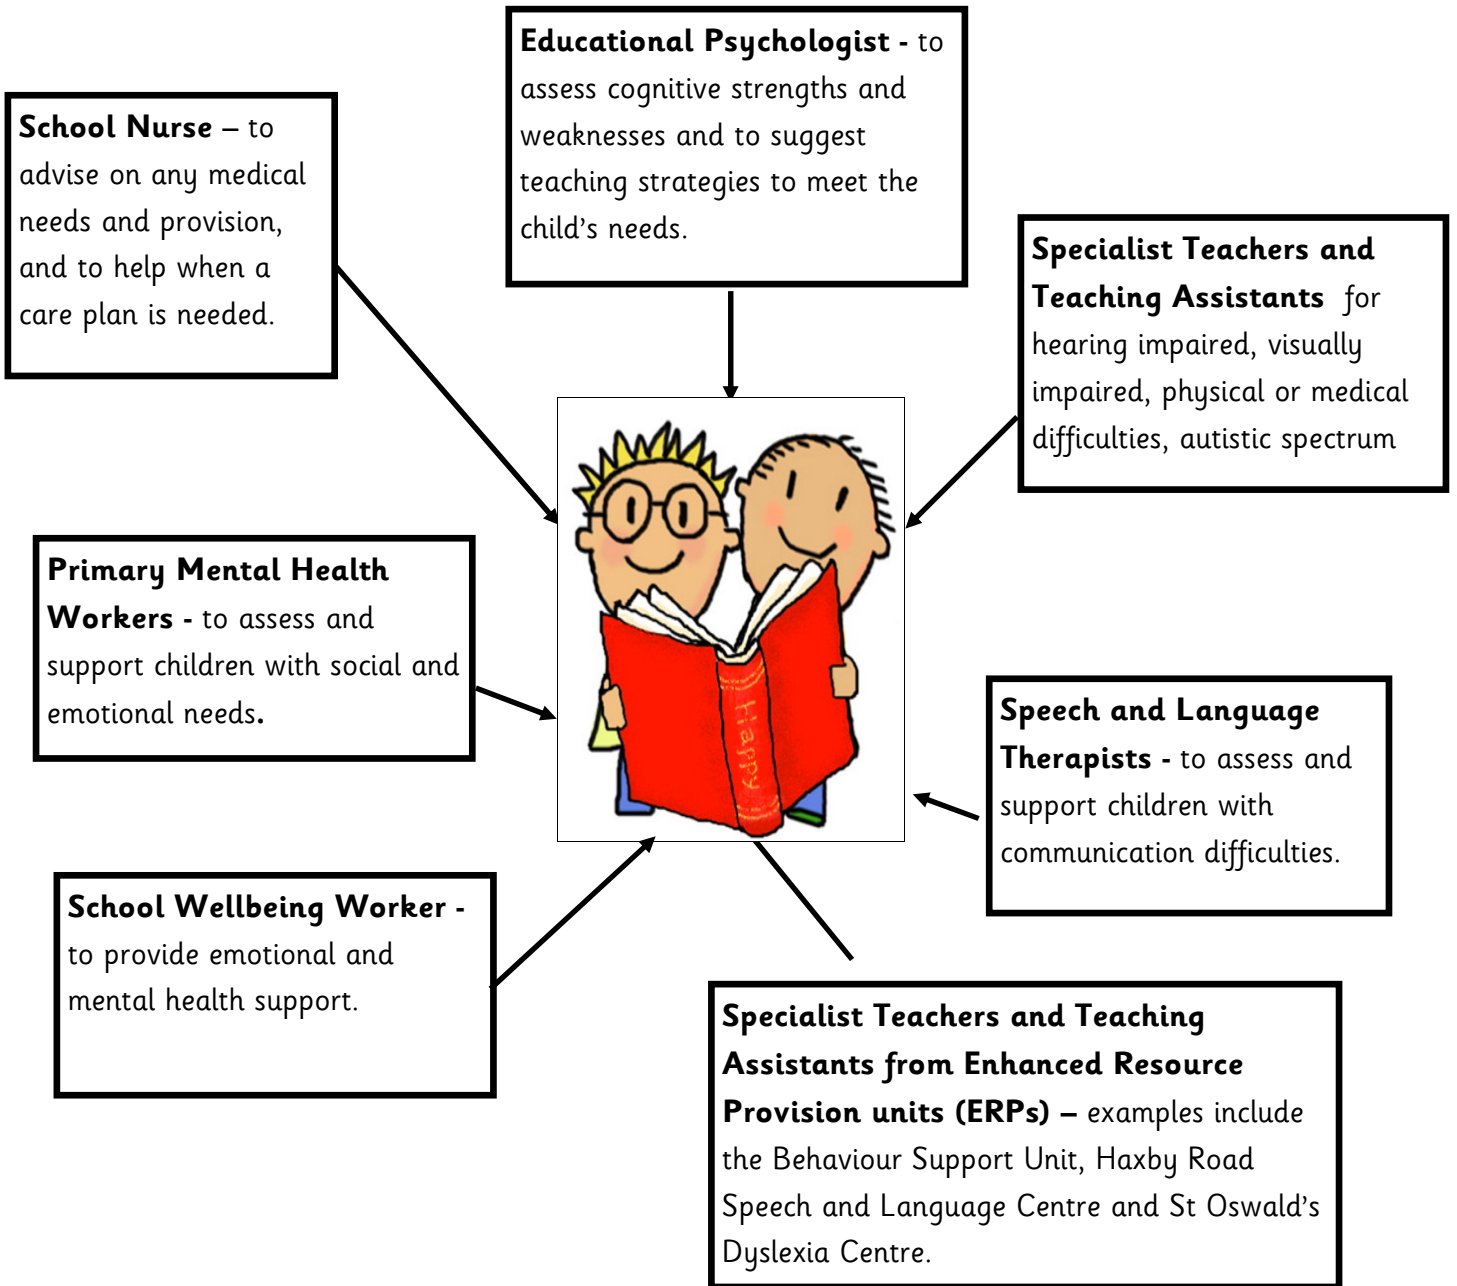 Educational Psychologist - to
assess cognitive strengths and
weaknesses and to suggest
teaching strategies to meet the
child's needs.
School Nurse – to
advise on any medical
needs and provision,
and to help when a
care plan is needed.
Specialist Teachers and
Teaching Assistants for
hearing impaired, visually
impaired, physical or medical
difficulties, autistic spectrum
Primary Mental Health
Workers - to assess and
support children with social and
emotional needs.
Happy
Speech and Language
Therapists - to assess and
support children with
communication difficulties.
School Wellbeing Worker -
to provide emotional and
mental health support.
Specialist Teachers and Teaching
Assistants from Enhanced Resource
Provision units (ERPs) – examples include
the Behaviour Support Unit, Haxby Road
Speech and Language Centre and St Oswald's
Dyslexia Centre.